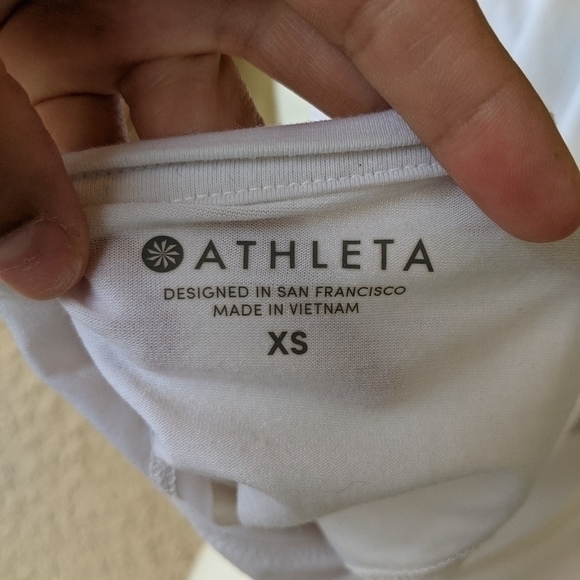 ATHLETA
DESIGNED IN SAN FRANCISCO
MADE IN VIETNAM
XS